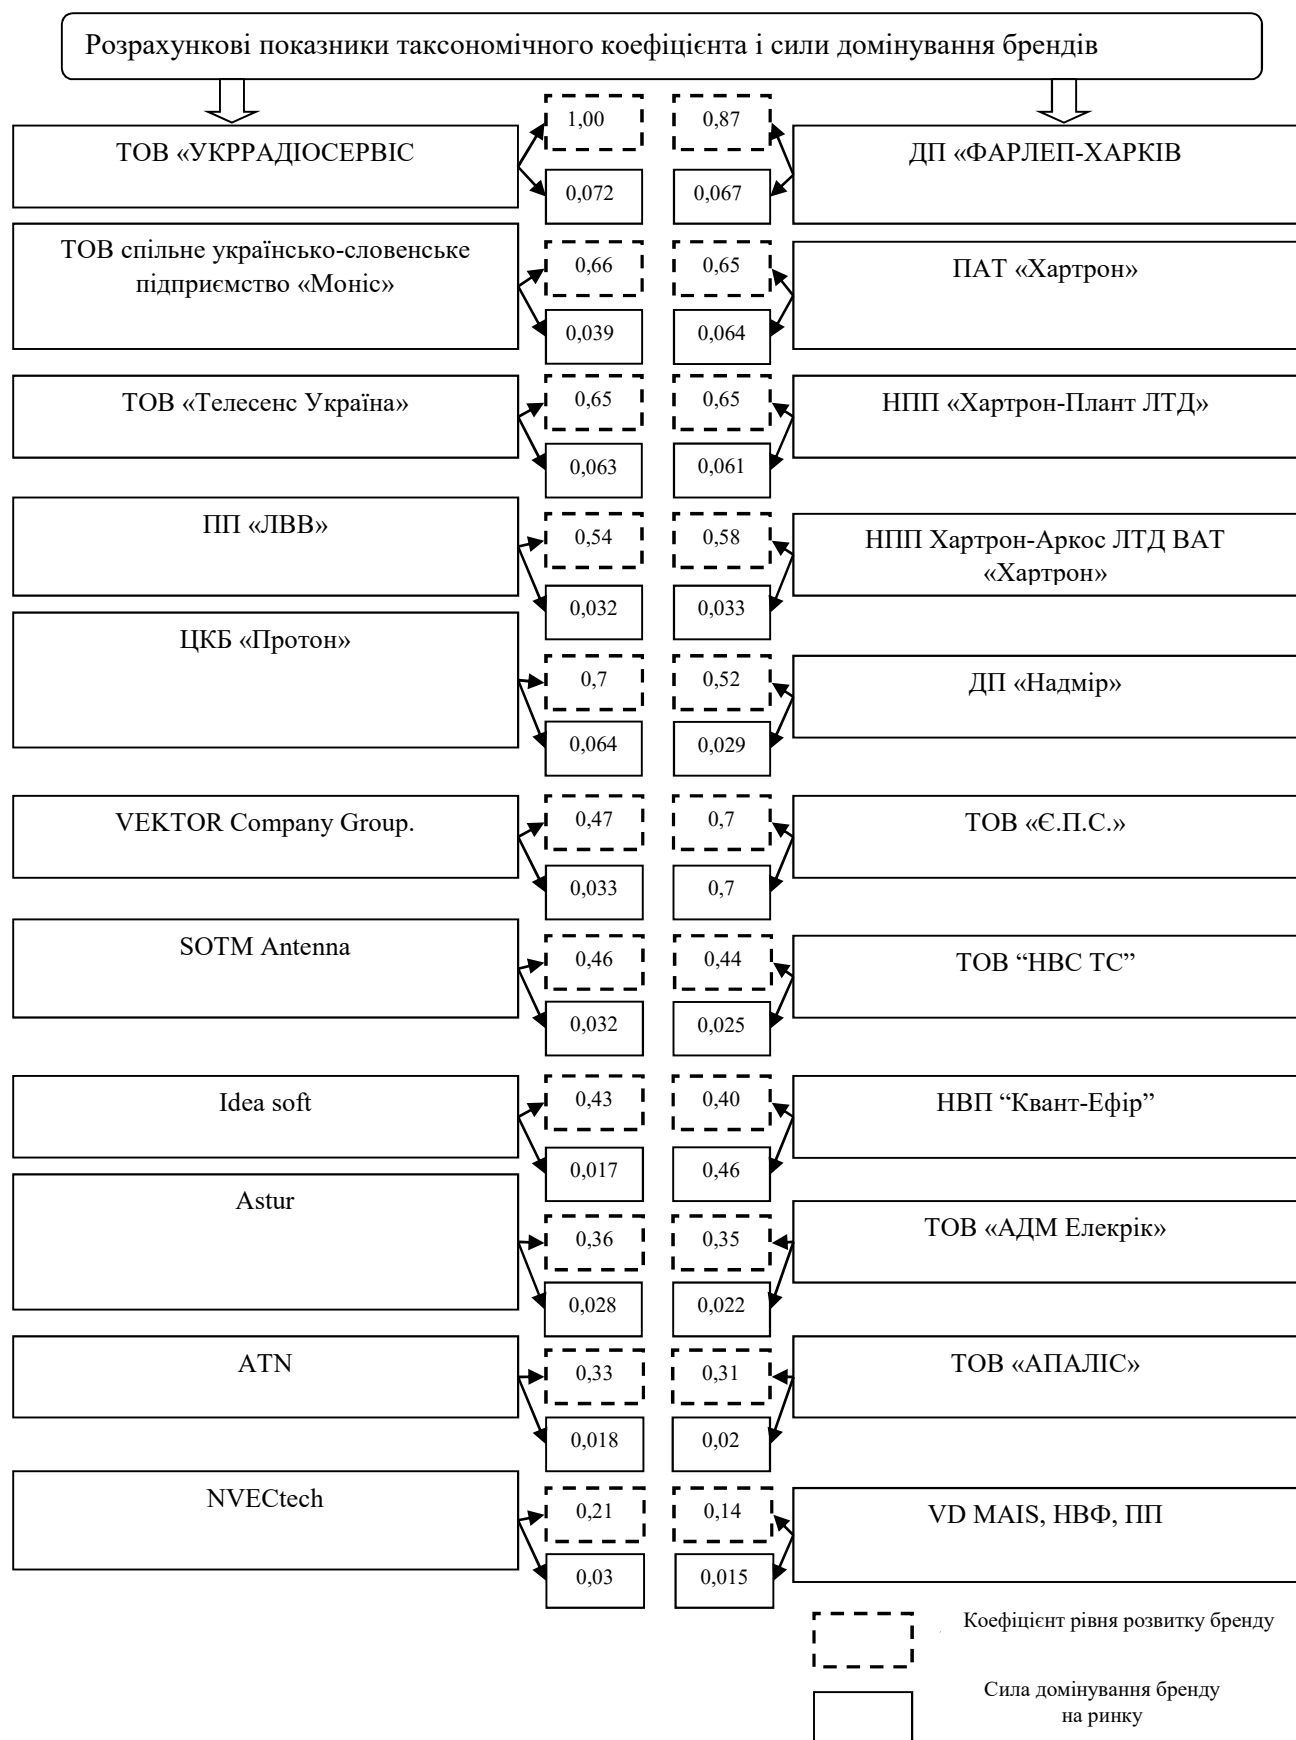 Розрахункові показники таксономічного коефіцієнта і сили домінування брендів
ТОВ «УКРРАДІОСЕРВІС
1,00
0,87
ДП «ФАРЛЕП-ХАРКІВ
0,072
0,067
ТОВ спільне українсько-словенське
підприємство «Моніс»
0,66
0,65
ПАТ «Хартрон»
0,039
0,064
ТОВ «Телесенс Україна»
0,65
0,65
НПП «Хартрон-Плант ЛТД»
0,063
0,061
ПП «ЛВВ»
0,54
0,58
НПП Хартрон-Аркос ЛТД ВАТ
«Хартрон»
0,032
0,033
ЦКБ «Протон»
0,7
0,52
ДП «Надмір»
0,064
0,029
VEKTOR Company Group.
0,47
0,7
ТОВ «Є.П.С.»
0,033
0,7
SOTM Antenna
0,46
0,44
ТОВ “НВС ТС”
0,032
0,025
Idea soft
0,43
0,40
НВП “Квант-Ефір”
0,017
0,46
Astur
0,36
0,35
ТОВ «АДМ Елекрік»
0,028
0,022
ATN
0,33
0,31
ТОВ «АПАЛІС»
0,018
0,02
NVECtech
0,21
0,14
VD MAIS, НВФ, ПП
0,03
0,015
Коефіцієнт рівня розвитку бренду
Сила домінування бренду
на ринку